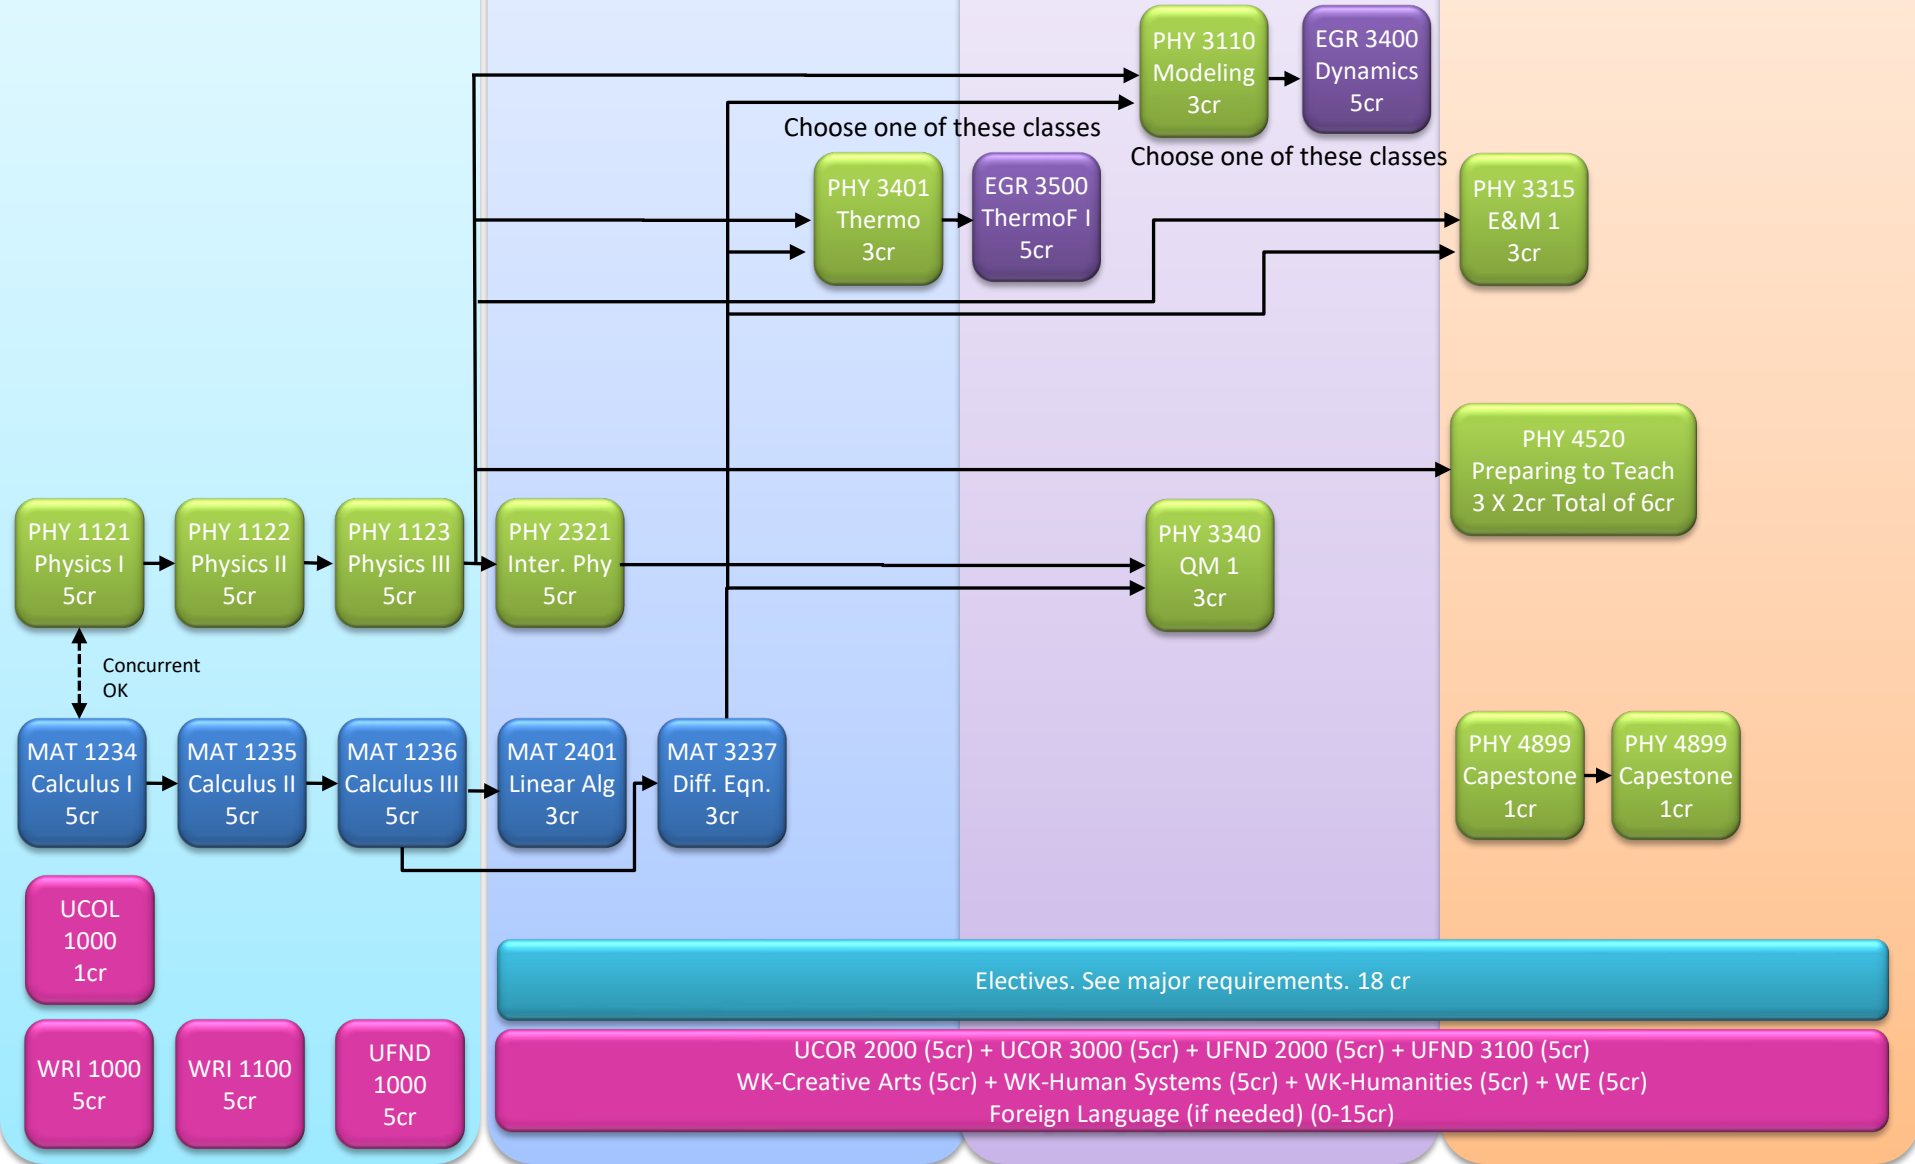 PHY 3110
Modeling
3cr
EGR 3400
Dynamics
5cr
Choose one of these classes
Choose one of these classes
PHY 3401
Thermo
3cr
EGR 3500
ThermoF I
5cr
PHY 3315
E&M 1
3cr
PHY 4520
Preparing to Teach
3 X 2cr Total of 6cr
PHY 1121
Physics I
5cr
PHY 1122
Physics II
5cr
PHY 1123
Physics III
5cr
PHY 2321
Inter. Phy
5cr
PHY 3340
QM 1
3cr
Concurrent
OK
MAT 1234
Calculus I
5cr
MAT 1235
Calculus II
5cr
MAT 1236
Calculus III
5cr
MAT 2401
Linear Alg
3cr
MAT 3237
Diff. Eqn.
3cr
PHY 4899
Capestone
1cr
PHY 4899
Capestone
1cr
UCOL
1000
1cr
Electives. See major requirements. 18 cr
WRI 1000
5cr
WRI 1100
5cr
UFND
1000
5cr
UCOR 2000 (5cr) + UCOR 3000 (5cr) + UFND 2000 (5cr) + UFND 3100 (5cr)
WK-Creative Arts (5cr) + WK-Human Systems (5cr) + WK-Humanities (5cr) + WE (5cr)
Foreign Language (if needed) (0-15cr)